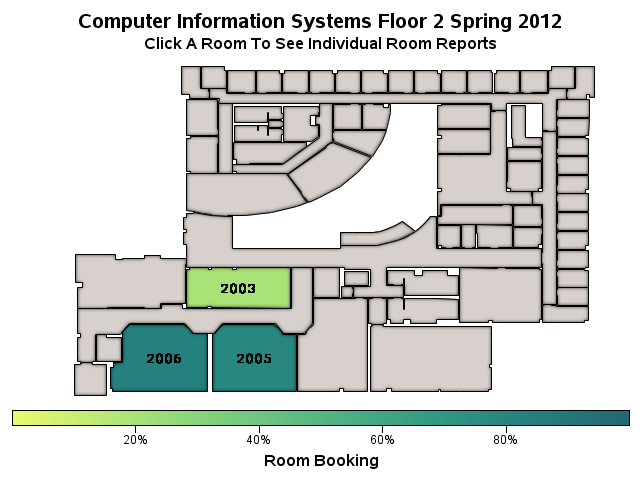 Computer Information Systems Floor 2 Spring 2012
Click A Room To See Individual Room Reports
2003
2006 2005
20% 40% 60% 80%
Room Booking